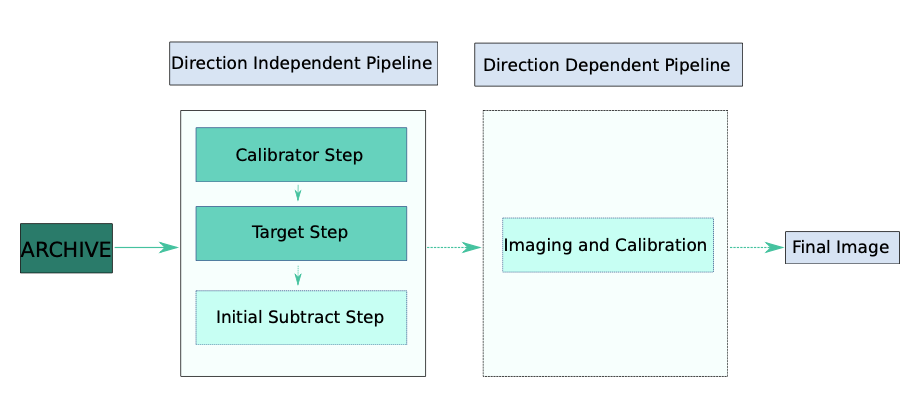 Direction Independent Pipeline
Direction Dependent Pipeline
Calibrator Step
Target Step
Initial Subtract Step
ARCHIVE
Imaging and Calibration
Final Image